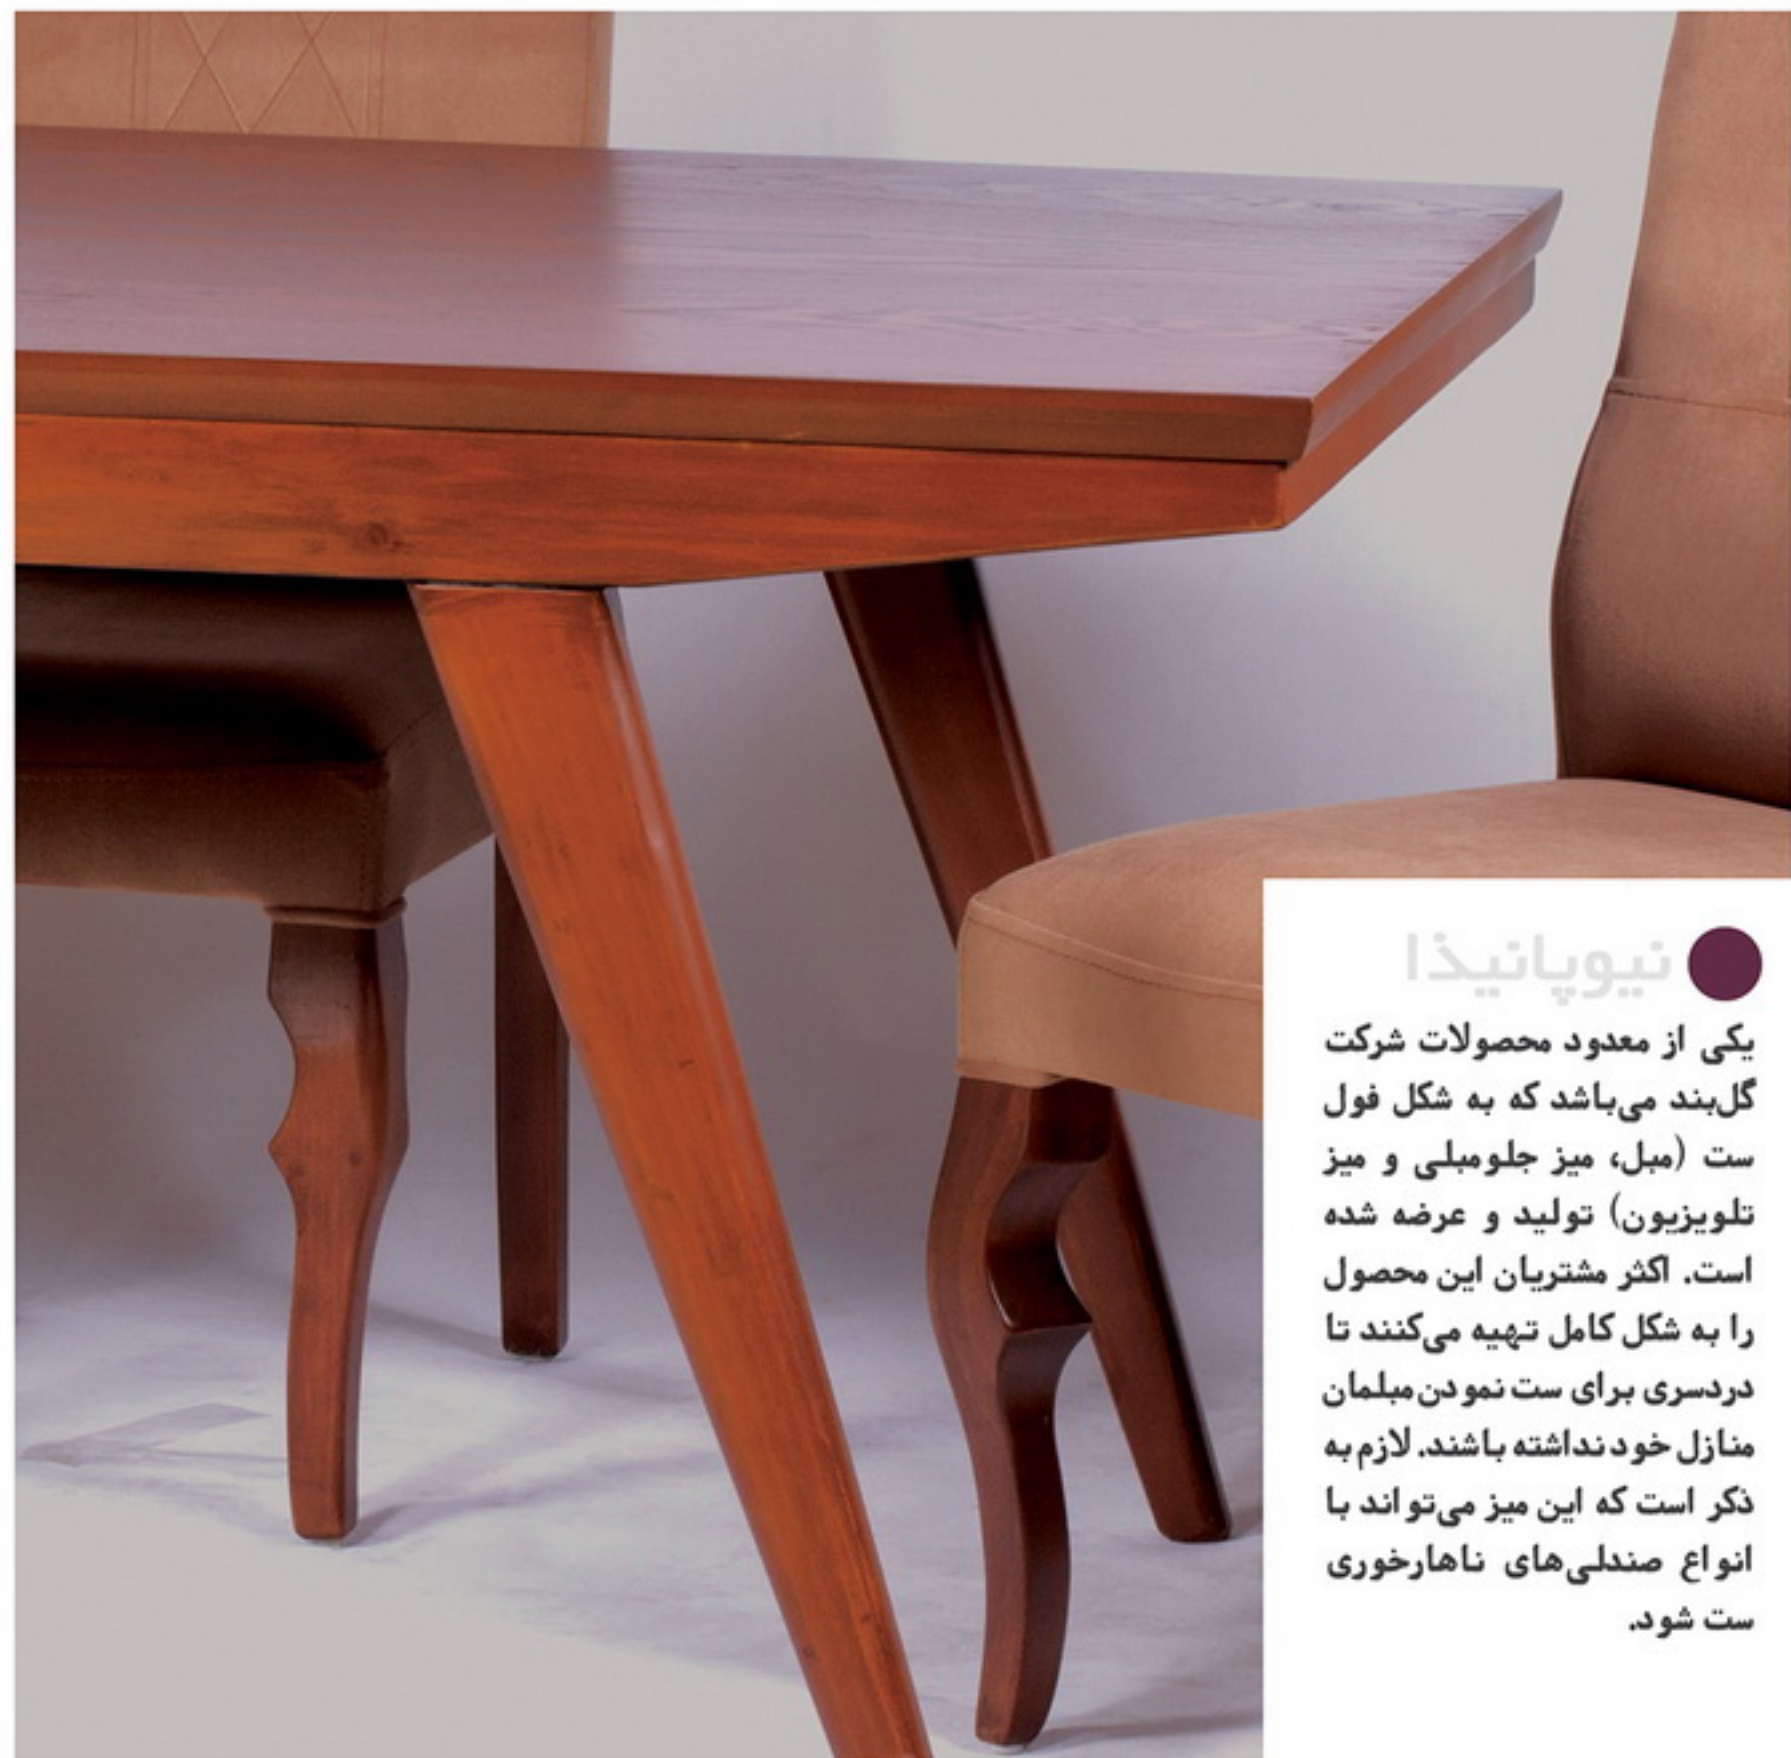 نیوپانیذا
یکی از معدود محصولات شرکت
گل‌بند می‌باشد که به شکل فول
ست (مبل، میز جلومبلی و میز
تلویزیون) تولید و عرضه شده
است. اکثر مشتریان این محصول
را به شکل کامل تهیه می‌کنند تا
دردسری برای ست نمودن مبلمان
منازل خود نداشته باشند. لازم به
ذکر است که این میز می‌تواند با
انواع صندلی‌های ناهارخوری
ست شود.